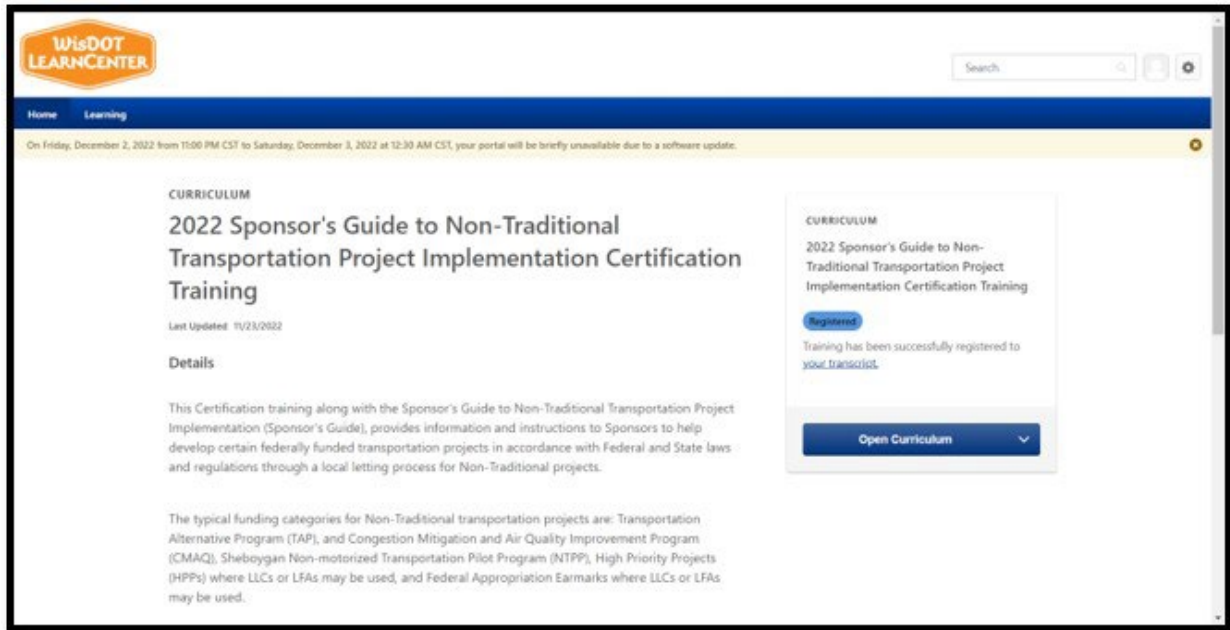 WisDOT
LEARNCENTER
Search
Home Learning
On Friday, December 2, 2022 from 11:00 PM CST to Saturday, December 3, 2022 at 12:30 AM CST, your portal will be briefly unavailable due to a software update.
CURRICULUM
2022 Sponsor's Guide to Non-Traditional
Transportation Project Implementation Certification
Training
Last Updated 11/23/2022
Details
This Certification training along with the Sponsor's Guide to Non-Traditional Transportation Project
Implementation (Sponsor's Guide), provides information and instructions to Sponsors to help
develop certain federally funded transportation projects in accordance with Federal and State laws
and regulations through a local letting process for Non-Traditional projects.
The typical funding categories for Non-Traditional transportation projects are: Transportation
Alternative Program (TAP), and Congestion Mitigation and Air Quality Improvement Program
(CMAQ), Sheboygan Non-motorized Transportation Pilot Program (NTPP), High Priority Projects
(HPPs) where LLCs or LFAs may be used, and Federal Appropriation Earmarks where LLCs or LFAs
may be used.
CURRICULUM
2022 Sponsor's Guide to Non-
Traditional Transportation Project
Implementation Certification Training
Registered
Training has been successfully registered to
your transcript.
Open Curriculum